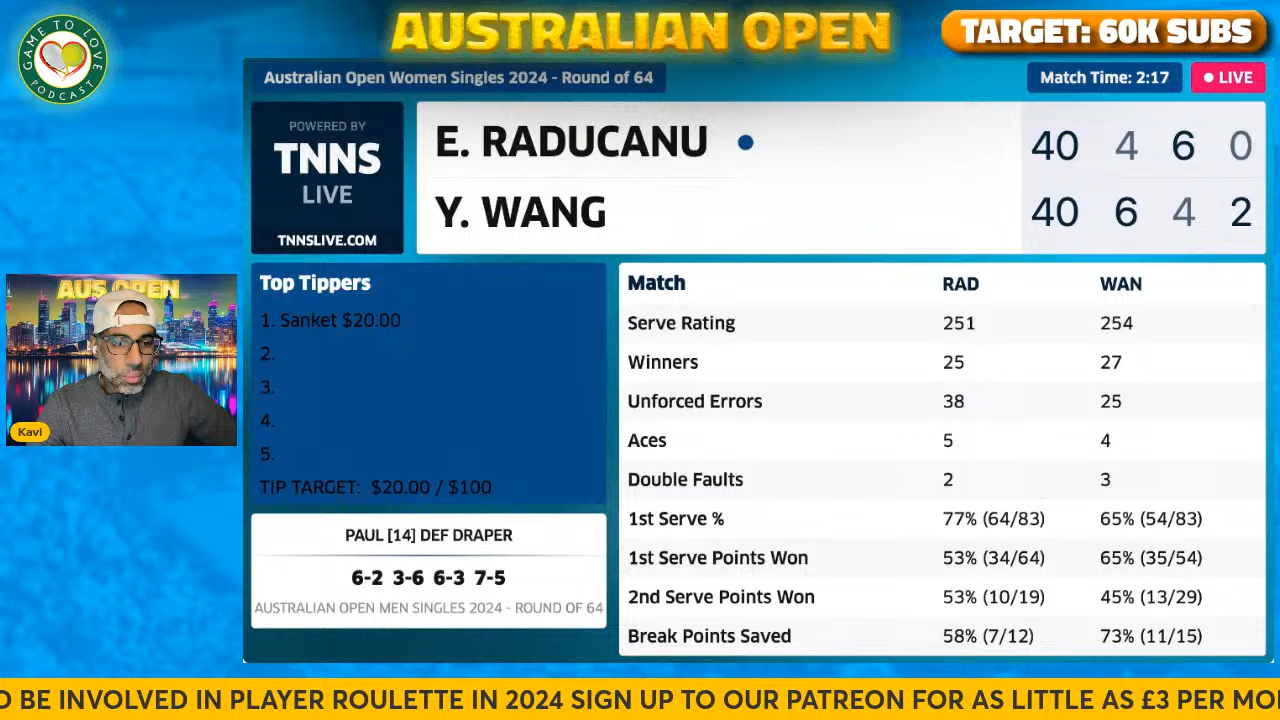 GAME TO LOVE
PODCAST
AUSTRALIAN OPEN
TARGET: 60K SUBS
Australian Open Women Singles 2024 - Round of 64
Match Time: 2:17
LIVE
POWERED BY
TNNS
LIVE
TNNSLIVE.COM
E. RADUCANU 40 4 6 0
Y. WANG 40 6 4 2
AUS OPEN
Kavi
Top Tippers
1. Sanket $20.00
2.
3.
4.
5.
TIP TARGET: $20.00 / $100
PAUL [14] DEF DRAPER
6-2 3-6 6-3 7-5
AUSTRALIAN OPEN MEN SINGLES 2024 - ROUND OF 64
Match RAD WAN
Serve Rating 251 254
Winners 25 27
Unforced Errors 38 25
Aces 5 4
Double Faults 2 3
1st Serve % 77% (64/83) 65% (54/83)
1st Serve Points Won 53% (34/64) 65% (35/54)
2nd Serve Points Won 53% (10/19) 45% (13/29)
Break Points Saved 58% (7/12) 73% (11/15)
O BE INVOLVED IN PLAYER ROULETTE IN 2024 SIGN UP TO OUR PATREON FOR AS LITTLE AS £3 PER MO